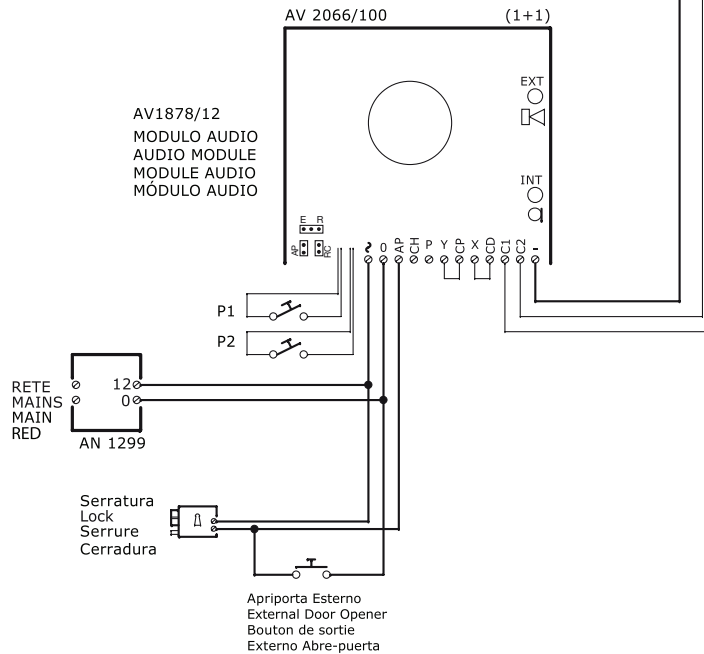 AV 2066/100 (1+1)
EXT
AV1878/12
MODULO AUDIO
AUDIO MODULE
MODULE AUDIO
MÓDULO AUDIO
INT
E R
AP RC
~ 0 AP CH P Y CP X CD C1 C2 -
P1
P2
RETE
MAINS
MAIN
RED
12
0
AN 1299
Serratura
Lock
Serrure
Cerradura
Apriporta Esterno
External Door Opener
Bouton de sortie
Externo Abre-puerta